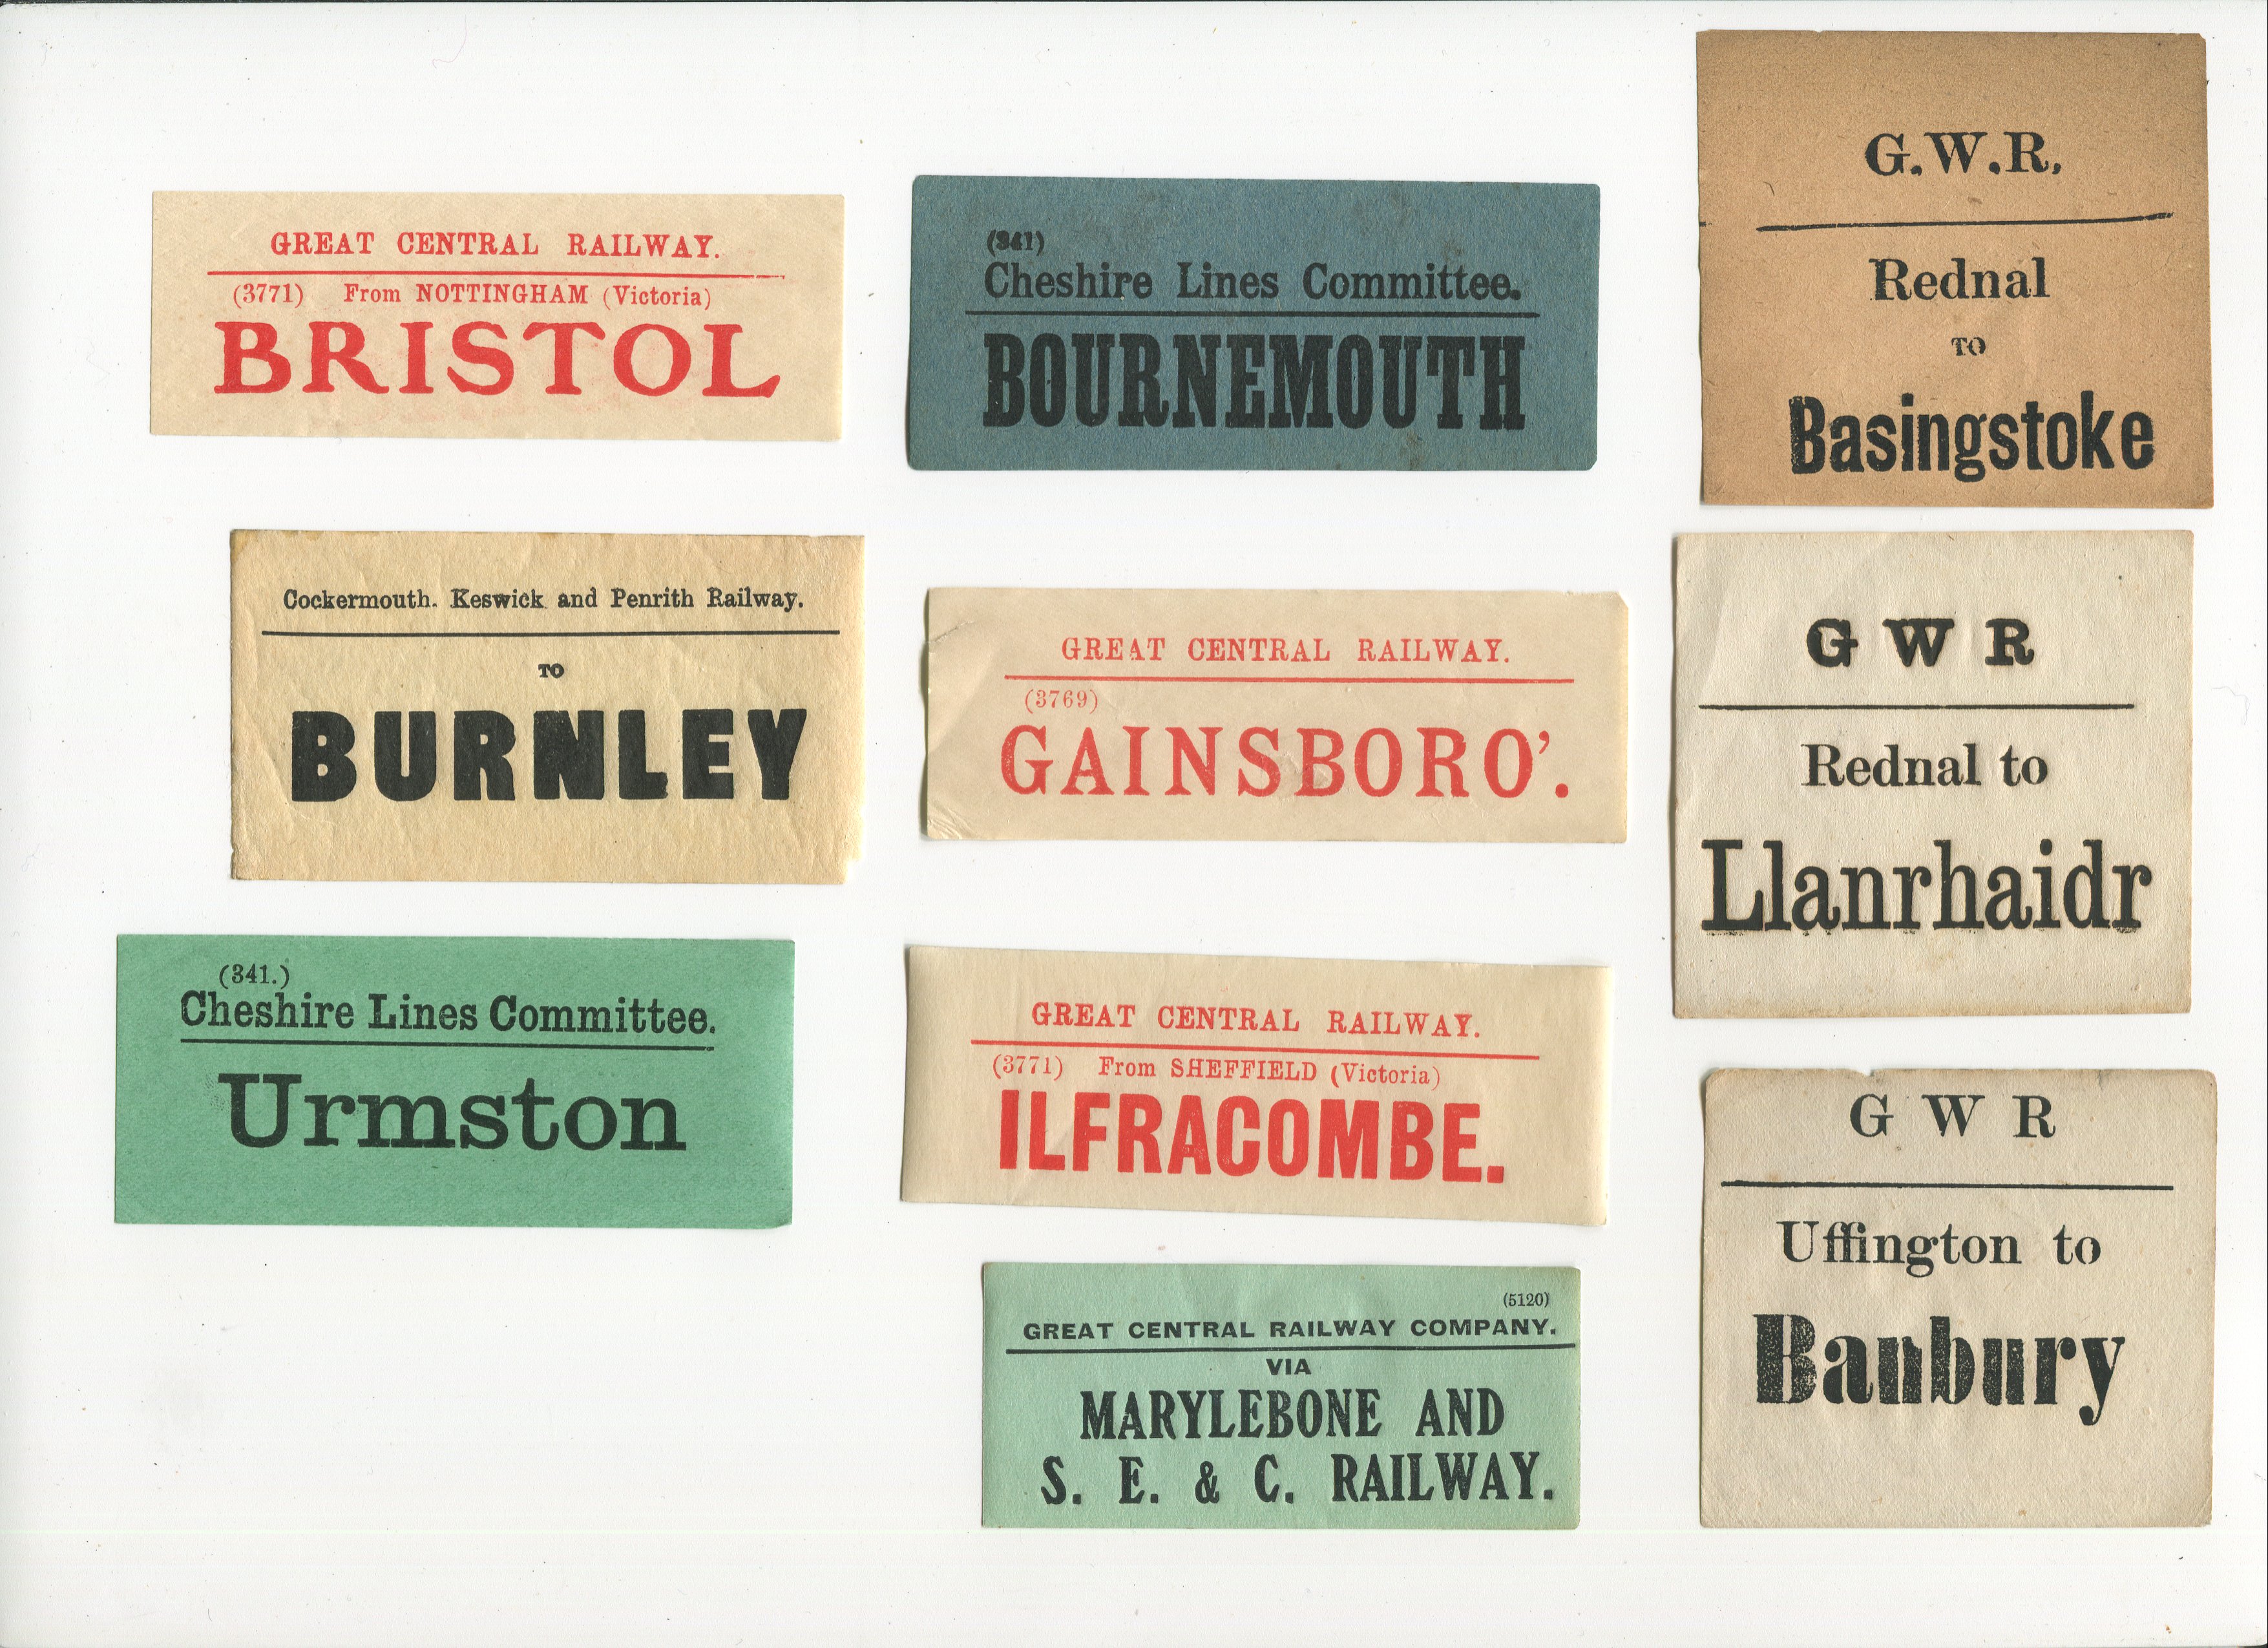 GREAT CENTRAL RAILWAY.
(3771) From NOTTINGHAM (Victoria)
BRISTOL
Cockermouth. Keswick and Penrith Railway.
TO
BURNLEY
(341.)
Cheshire Lines Committee.
Urmston
(341)
Cheshire Lines Committee.
BOURNEMOUTH
GREAT CENTRAL RAILWAY.
(3769)
GAINSBORO'.
GREAT CENTRAL RAILWAY.
(3771) From SHEFFIELD (Victoria)
ILFRACOMBE.
(5120)
GREAT CENTRAL RAILWAY COMPANY.
VIA
MARYLEBONE AND
S. E. & C. RAILWAY.
G.W.R.
Rednal
TO
Basingstoke
G W R
Rednal to
Llanrhaidr
G W R
Uffington to
Banbury